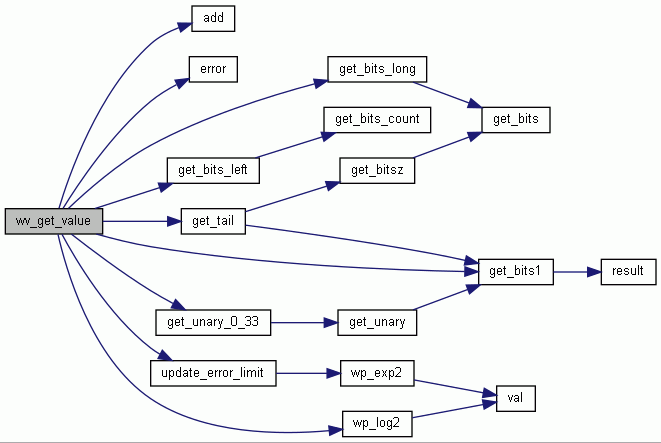 add
error
get_bits_long
get_bits_count
get_bits
get_bits_left
get_bitsz
wv_get_value
get_tail
get_bits1
result
get_unary_0_33
get_unary
update_error_limit
wp_exp2
val
wp_log2